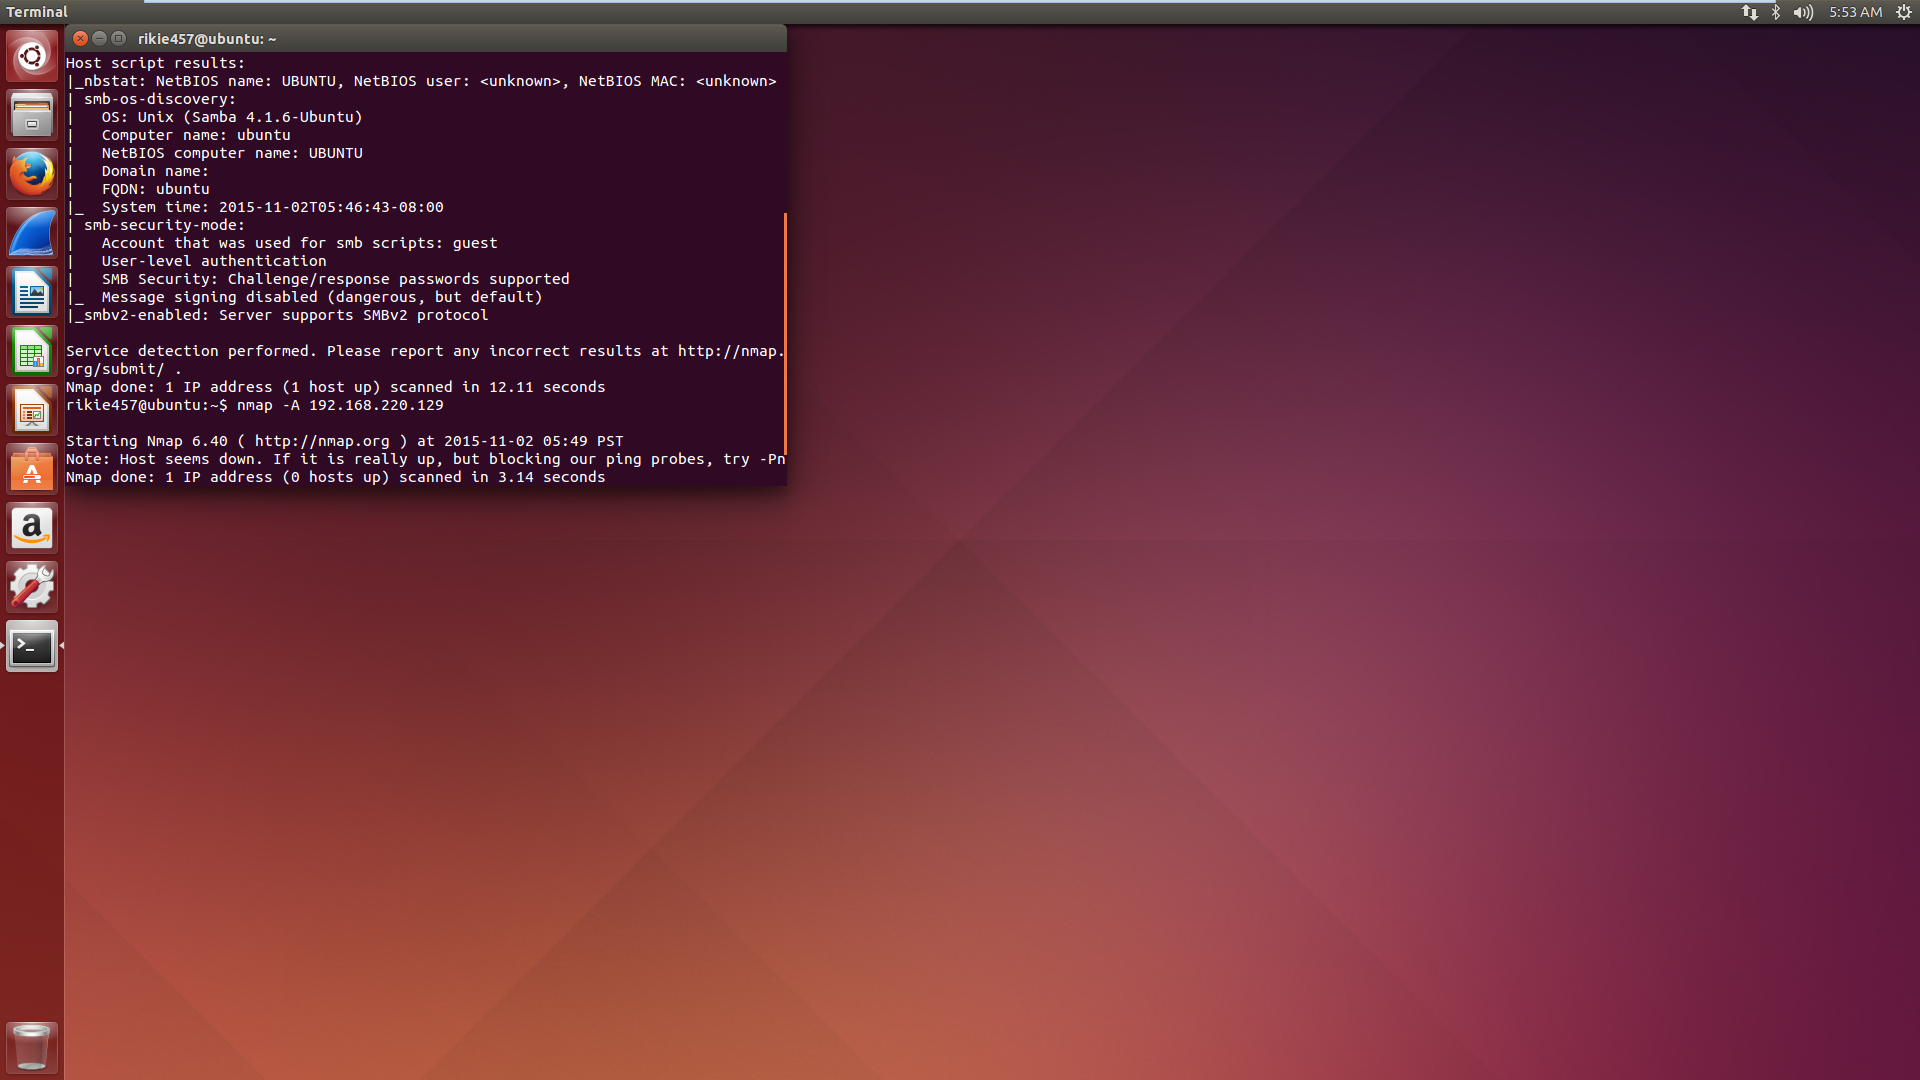 Terminal
5:53 AM
rikie457@ubuntu: ~
Host script results:
|_nbstat: NetBIOS name: UBUNTU, NetBIOS user: <unknown>, NetBIOS MAC: <unknown>
| smb-os-discovery:
|   OS: Unix (Samba 4.1.6-Ubuntu)
|   Computer name: ubuntu
|   NetBIOS computer name: UBUNTU
|   Domain name:
|   FQDN: ubuntu
|_  System time: 2015-11-02T05:46:43-08:00
| smb-security-mode:
|   Account that was used for smb scripts: guest
|   User-level authentication
|   SMB Security: Challenge/response passwords supported
|_  Message signing disabled (dangerous, but default)
|_smbv2-enabled: Server supports SMBv2 protocol
Service detection performed. Please report any incorrect results at http://nmap.
org/submit/ .
Nmap done: 1 IP address (1 host up) scanned in 12.11 seconds
rikie457@ubuntu:~$ nmap -A 192.168.220.129
Starting Nmap 6.40 ( http://nmap.org ) at 2015-11-02 05:49 PST
Note: Host seems down. If it is really up, but blocking our ping probes, try -Pn
Nmap done: 1 IP address (0 hosts up) scanned in 3.14 seconds